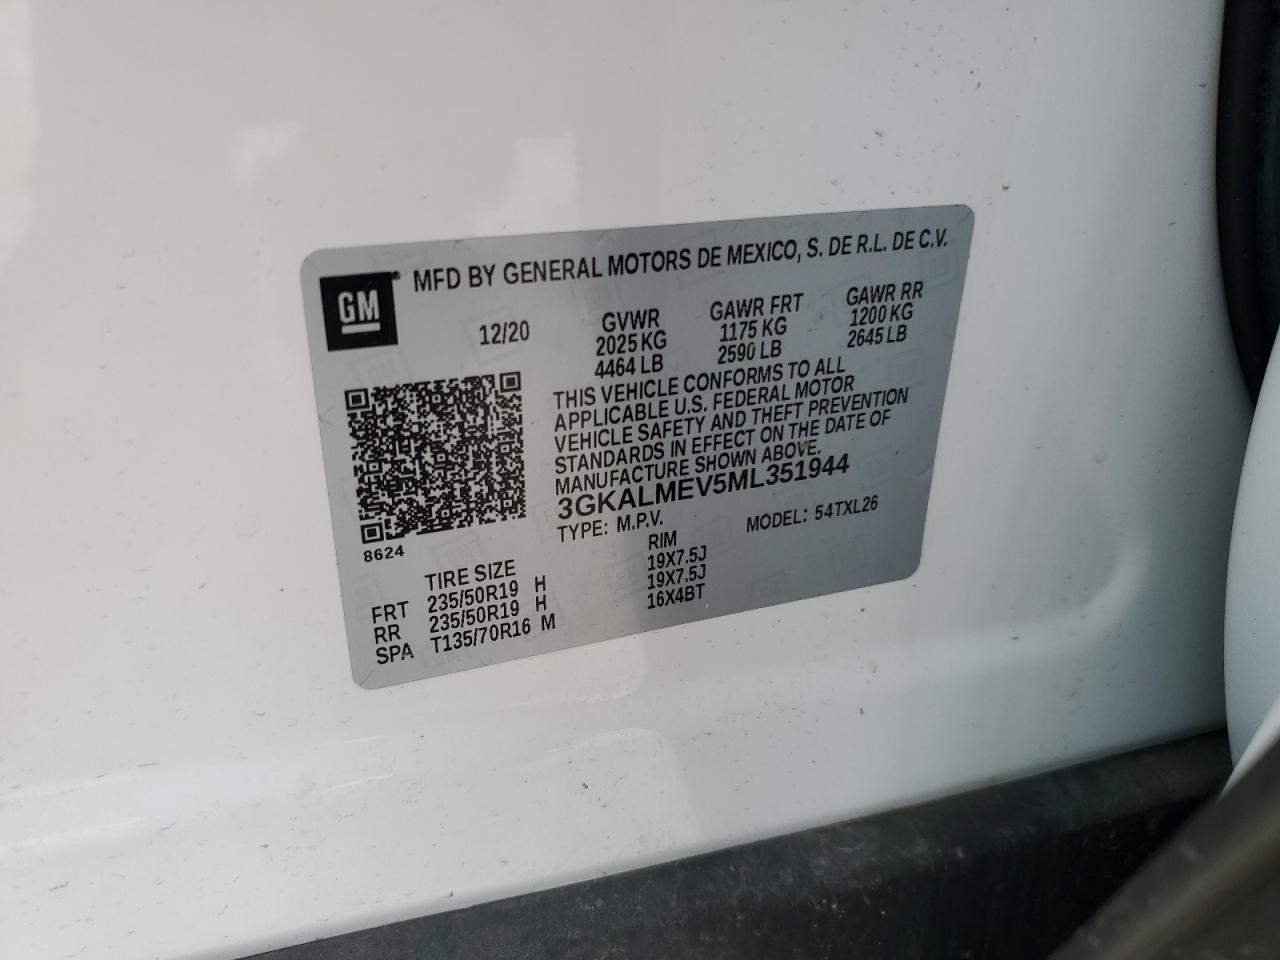 GM® MFD BY GENERAL MOTORS DE MEXICO, S. DE R.L. DE C.V.
12/20 GVWR GAWR FRT GAWR RR
2025 KG 1175 KG 1200 KG
4464 LB 2590 LB 2645 LB
THIS VEHICLE CONFORMS TO ALL
APPLICABLE U.S. FEDERAL MOTOR
VEHICLE SAFETY AND THEFT PREVENTION
STANDARDS IN EFFECT ON THE DATE OF
MANUFACTURE SHOWN ABOVE.
3GKALMEV5ML351944
TYPE: M.P.V. MODEL: 54TXL26
8624
TIRE SIZE RIM
FRT 235/50R19 H 19X7.5J
RR 235/50R19 H 19X7.5J
SPA T135/70R16 M 16X4BT